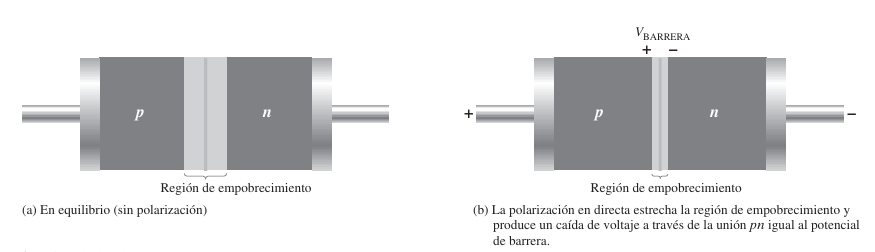 V BARRERA
+ −
p n
+ p n −
Región de empobrecimiento
Región de empobrecimiento
(a) En equilibrio (sin polarización)
(b) La polarización en directa estrecha la región de empobrecimiento y
produce un caída de voltaje a través de la unión pn igual al potencial
de barrera.